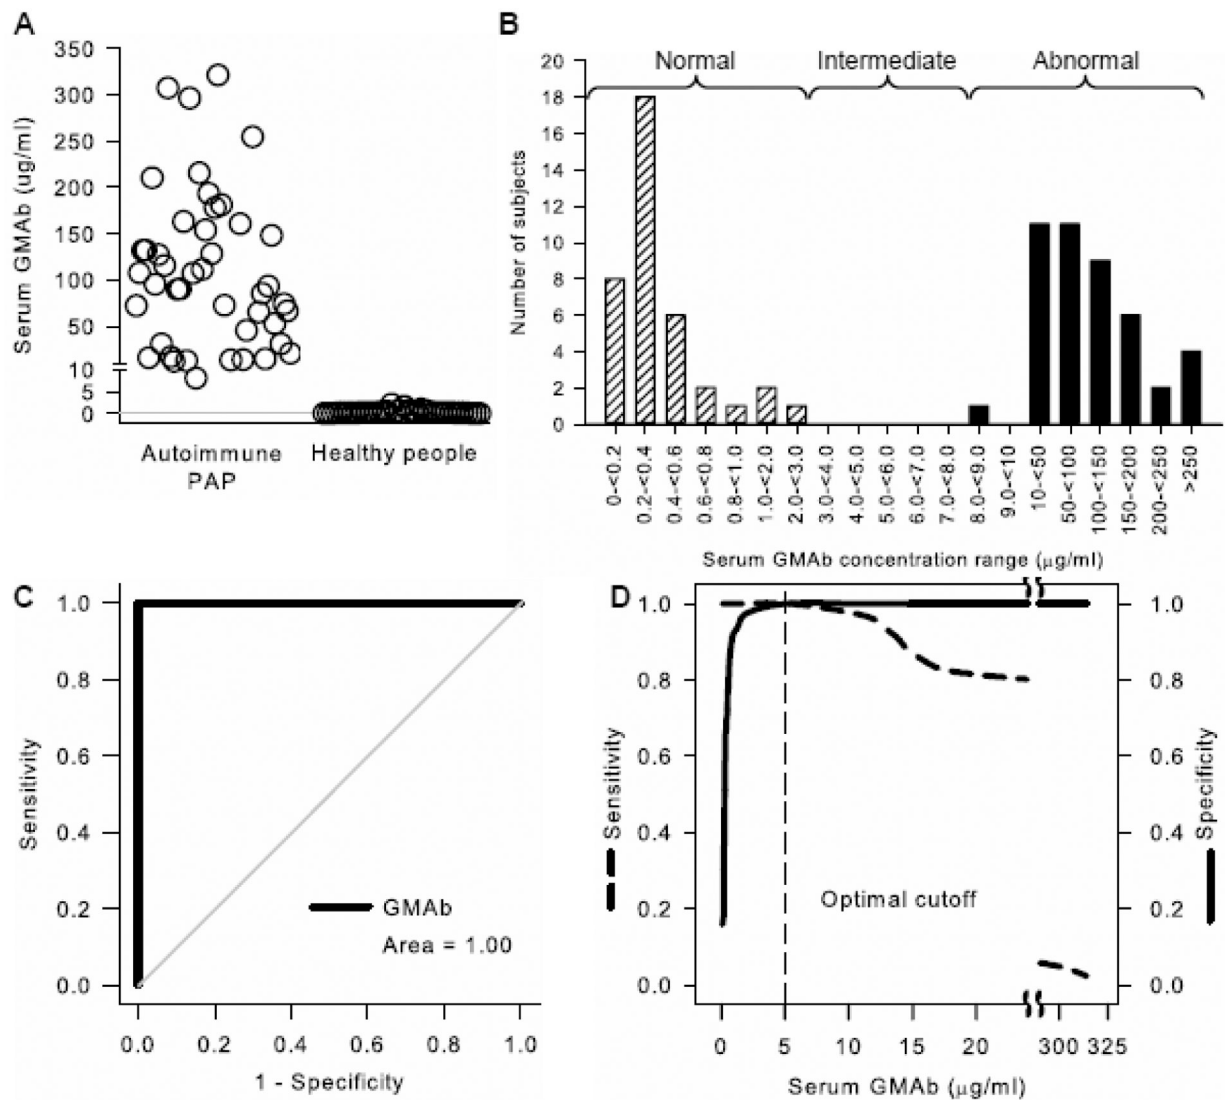 A
350
300
250
200
150
100
50
10
5
0
Serum GMAb (ug/ml)
Autoimmune
PAP
Healthy people
B
Normal
Intermediate
Abnormal
20
18
16
14
12
10
8
6
4
2
0
Number of subjects
0-<0.2
0.2-<0.4
0.4-<0.6
0.6-<0.8
0.8-<1.0
1.0-<2.0
2.0-<3.0
3.0-<4.0
4.0-<5.0
5.0-<6.0
6.0-<7.0
7.0-<8.0
8.0-<9.0
9.0-<10
10-<50
50-<100
100-<150
150-<200
200-<250
>250
Serum GMAb concentration range (μg/ml)
C
1.0
0.8
0.6
0.4
0.2
0.0
Sensitivity
GMAb
Area = 1.00
0.0 0.2 0.4 0.6 0.8 1.0
1 - Specificity
D
1.0
0.8
0.6
0.4
0.2
0.0
Sensitivity
Optimal cutoff
1.0
0.8
0.6
0.4
0.2
0.0
Specificity
0 5 10 15 20 300 325
Serum GMAb (μg/ml)